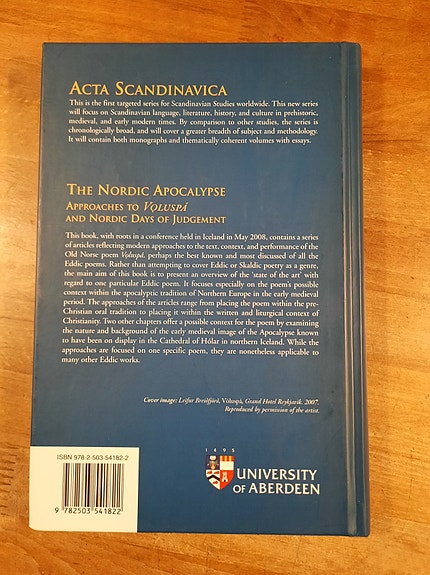 ACTA SCANDINAVICA
This is the first targeted series for Scandinavian Studies worldwide. This new series
will focus on Scandinavian language, literature, history, and culture in prehistoric,
medieval, and early modern times. By comparison to other studies, the series is
chronologically broad, and will cover a greater breadth of subject and methodology.
It will contain both monographs and thematically coherent volumes with essays.
THE NORDIC APOCALYPSE
APPROACHES TO VǪLUSPÁ
AND NORDIC DAYS OF JUDGEMENT
This book, with roots in a conference held in Iceland in May 2008, contains a
series of articles reflecting modern approaches to the text, context, and performance of the
Old Norse poem Vǫluspá, perhaps the best known and most discussed of all the
Eddic poems. Rather than attempting to cover Eddic or Skaldic poetry as a genre,
the main aim of this book is to present an overview of the 'state of the art' with
regard to one particular Eddic poem. It focuses especially on the poem's possible
context within the apocalyptic tradition of Northern Europe in the early medieval
period. The approaches of the articles range from placing the poem within the pre-
Christian oral tradition to placing it within the written and liturgical context of
Christianity. Two other chapters offer a possible context for the poem by examining
the nature and background of the early medieval image of the Apocalypse known
to have been on display in the Cathedral of Hólar in northern Iceland. While the
approaches are focused on one specific poem, they are nonetheless applicable to
many other Eddic works.
Cover image: Leifur Breiðfjörð, Völuspá, Grand Hotel Reykjavík. 2007.
Reproduced by permission of the artist.
ISBN 978-2-503-54182-2
9 782503 541822
1495
UNIVERSITY
OF ABERDEEN